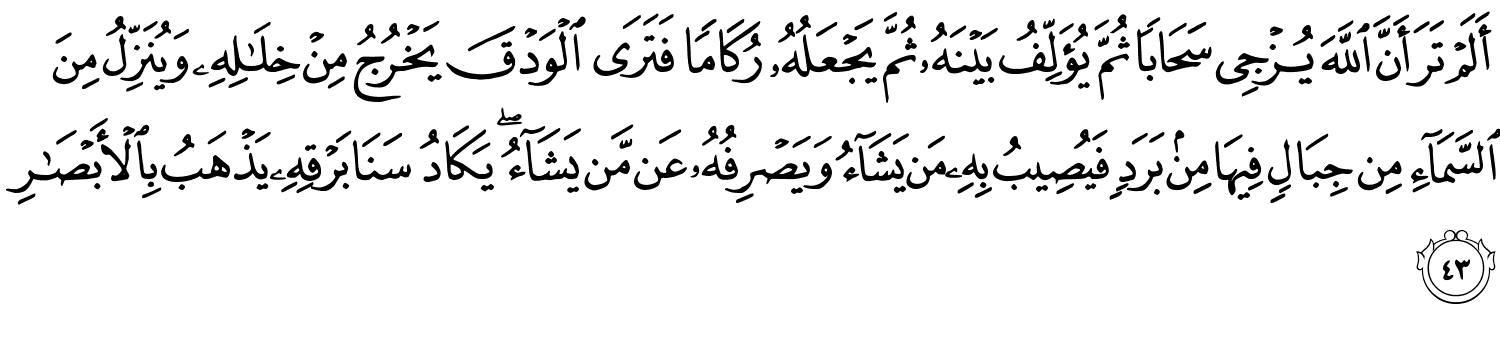 أَلَمْ تَرَ أَنَّ ٱللَّهَ يُزْجِى سَحَابًا ثُمَّ يُؤَلِّفُ بَيْنَهُۥ ثُمَّ يَجْعَلُهُۥ رُكَامًا فَتَرَى ٱلْوَدْقَ يَخْرُجُ مِنْ خِلَٰلِهِۦ وَيُنَزِّلُ مِنَ
ٱلسَّمَآءِ مِن جِبَالٍ فِيهَا مِنۢ بَرَدٍ فَيُصِيبُ بِهِۦ مَن يَشَآءُ وَيَصْرِفُهُۥ عَن مَّن يَشَآءُ ۖ يَكَادُ سَنَا بَرْقِهِۦ يَذْهَبُ بِٱلْأَبْصَٰرِ
٤٣